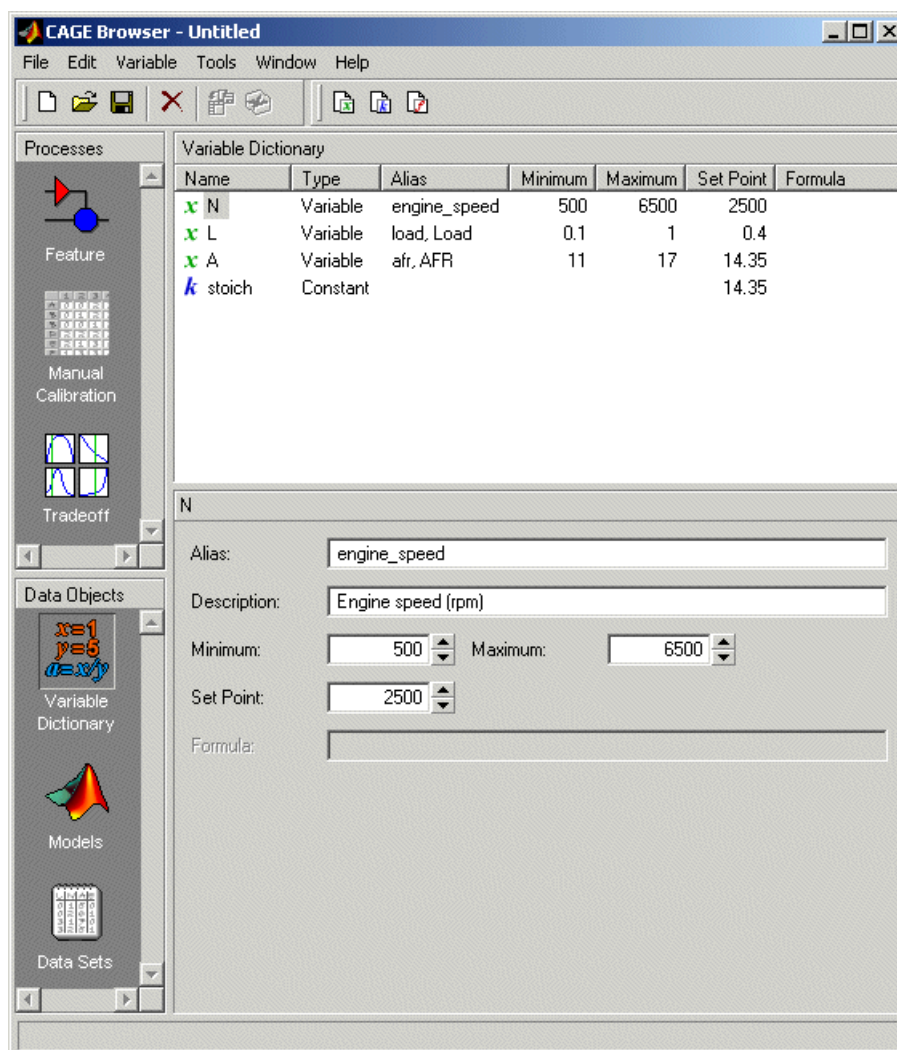 CAGE Browser - Untitled
File Edit Variable Tools Window Help
Processes
Feature
Manual
Calibration
Tradeoff
Variable Dictionary
Name Type Alias Minimum Maximum Set Point Formula
x N Variable engine_speed 500 6500 2500
x L Variable load, Load 0.1 1 0.4
x A Variable afr, AFR 11 17 14.35
k stoich Constant 14.35
Data Objects
x=1
y=5
a=x/y
Variable
Dictionary
Models
Data Sets
N
Alias: engine_speed
Description: Engine speed (rpm)
Minimum: 500 Maximum: 6500
Set Point: 2500
Formula: